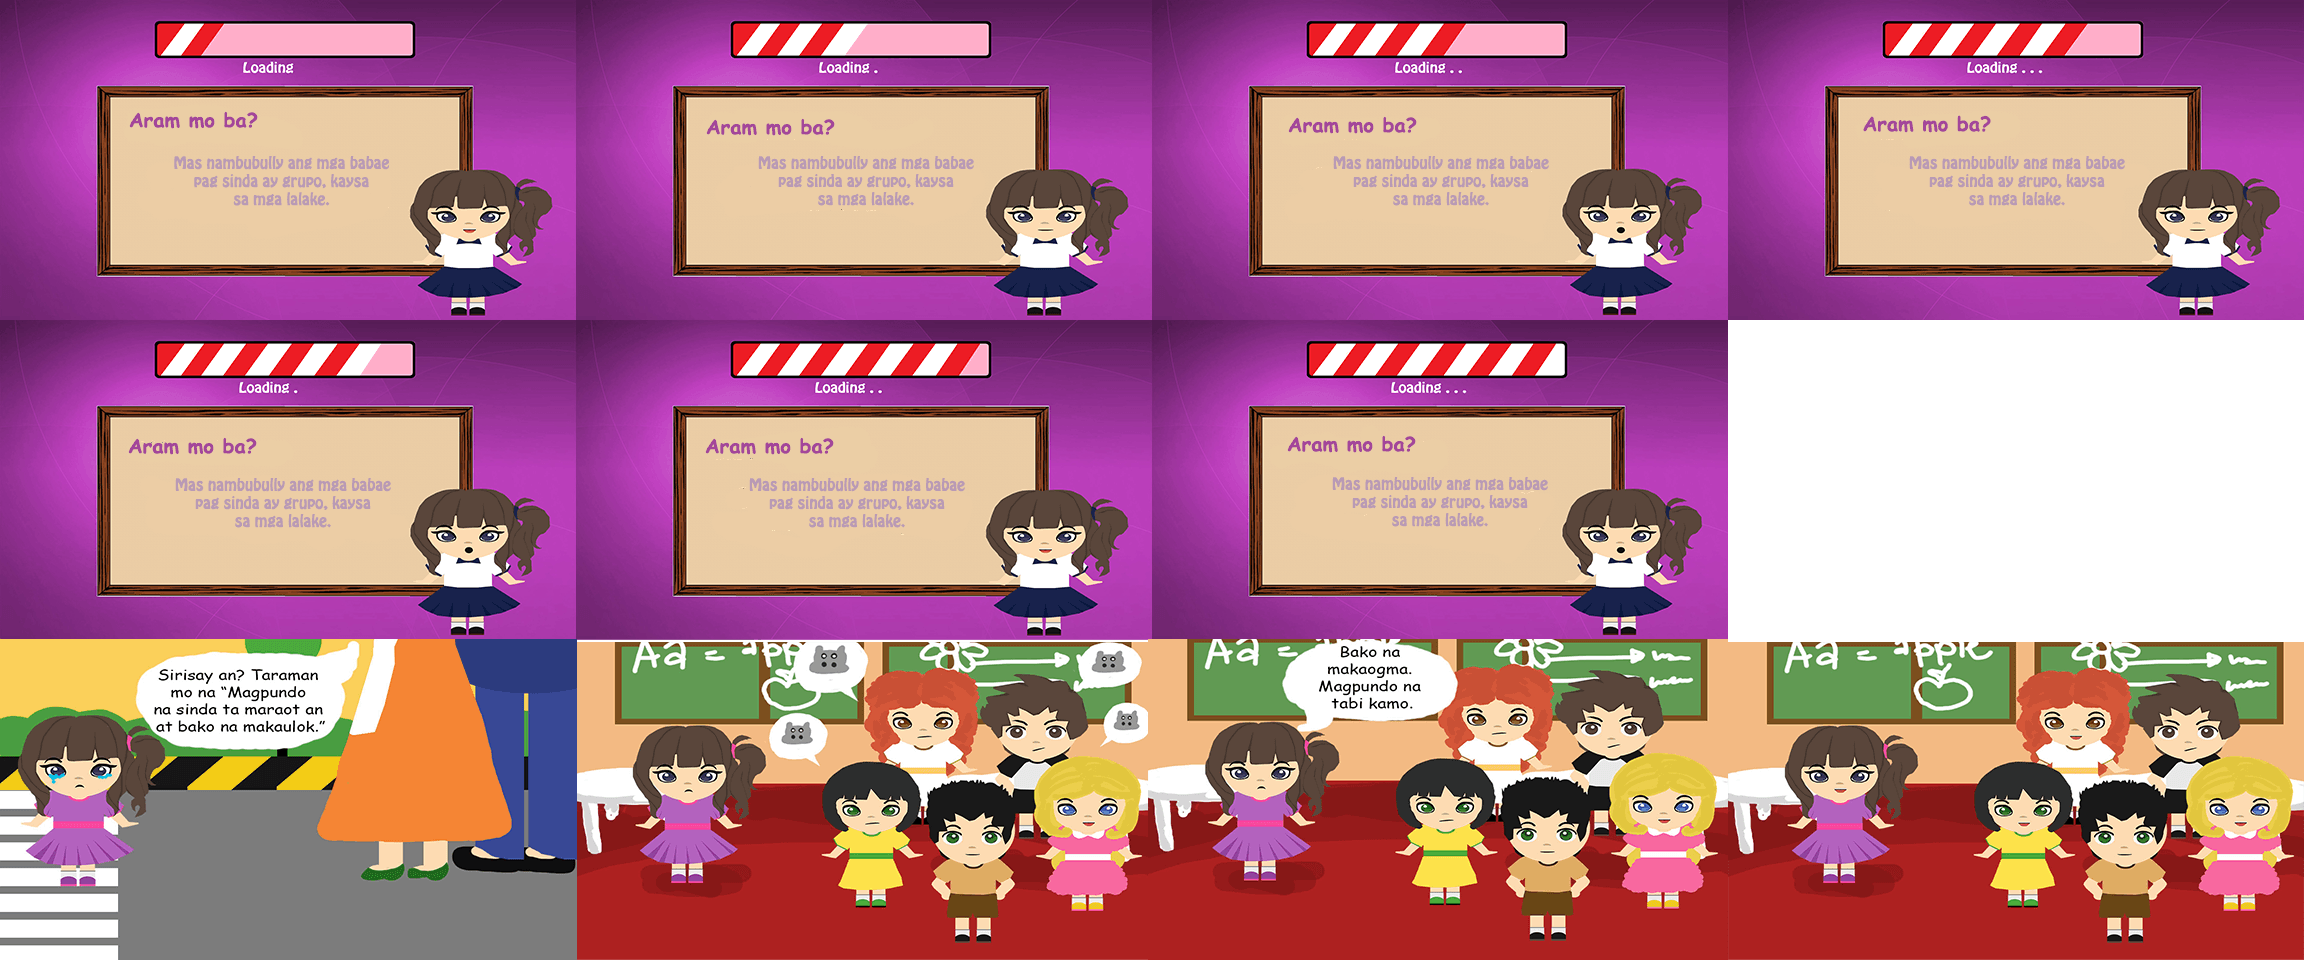 Loading
Aram mo ba?
Mas nambubully ang mga babae
pag sinda ay grupo, kaysa
sa mga lalake.
Loading .
Aram mo ba?
Mas nambubully ang mga babae
pag sinda ay grupo, kaysa
sa mga lalake.
Loading . .
Aram mo ba?
Mas nambubully ang mga babae
pag sinda ay grupo, kaysa
sa mga lalake.
Loading . . .
Aram mo ba?
Mas nambubully ang mga babae
pag sinda ay grupo, kaysa
sa mga lalake.
Loading .
Aram mo ba?
Mas nambubully ang mga babae
pag sinda ay grupo, kaysa
sa mga lalake.
Loading . .
Aram mo ba?
Mas nambubully ang mga babae
pag sinda ay grupo, kaysa
sa mga lalake.
Loading . . .
Aram mo ba?
Mas nambubully ang mga babae
pag sinda ay grupo, kaysa
sa mga lalake.
Sirisay an? Taraman
mo na “Magpundo
na sinda ta maraot an
at bako na makaulok.”
Aa = app
Aa =
Bako na
makaogma.
Magpundo na
tabi kamo.
Aa = apple